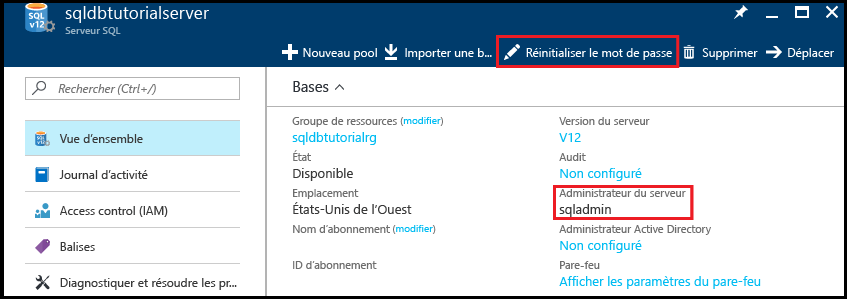 SQL
v12
sqldbtutorialserver
Serveur SQL
Nouveau pool
Importer une b...
Réinitialiser le mot de passe
Supprimer
Déplacer
Rechercher (Ctrl+/)
Vue d'ensemble
Journal d'activité
Access control (IAM)
Balises
Diagnostiquer et résoudre les pr...
Bases
Groupe de ressources (modifier)
sqldbtutorialrg
État
Disponible
Emplacement
États-Unis de l'Ouest
Nom d'abonnement (modifier)
ID d'abonnement
Version du serveur
V12
Audit
Non configuré
Administrateur du serveur
sqladmin
Administrateur Active Directory
Non configuré
Pare-feu
Afficher les paramètres du pare-feu